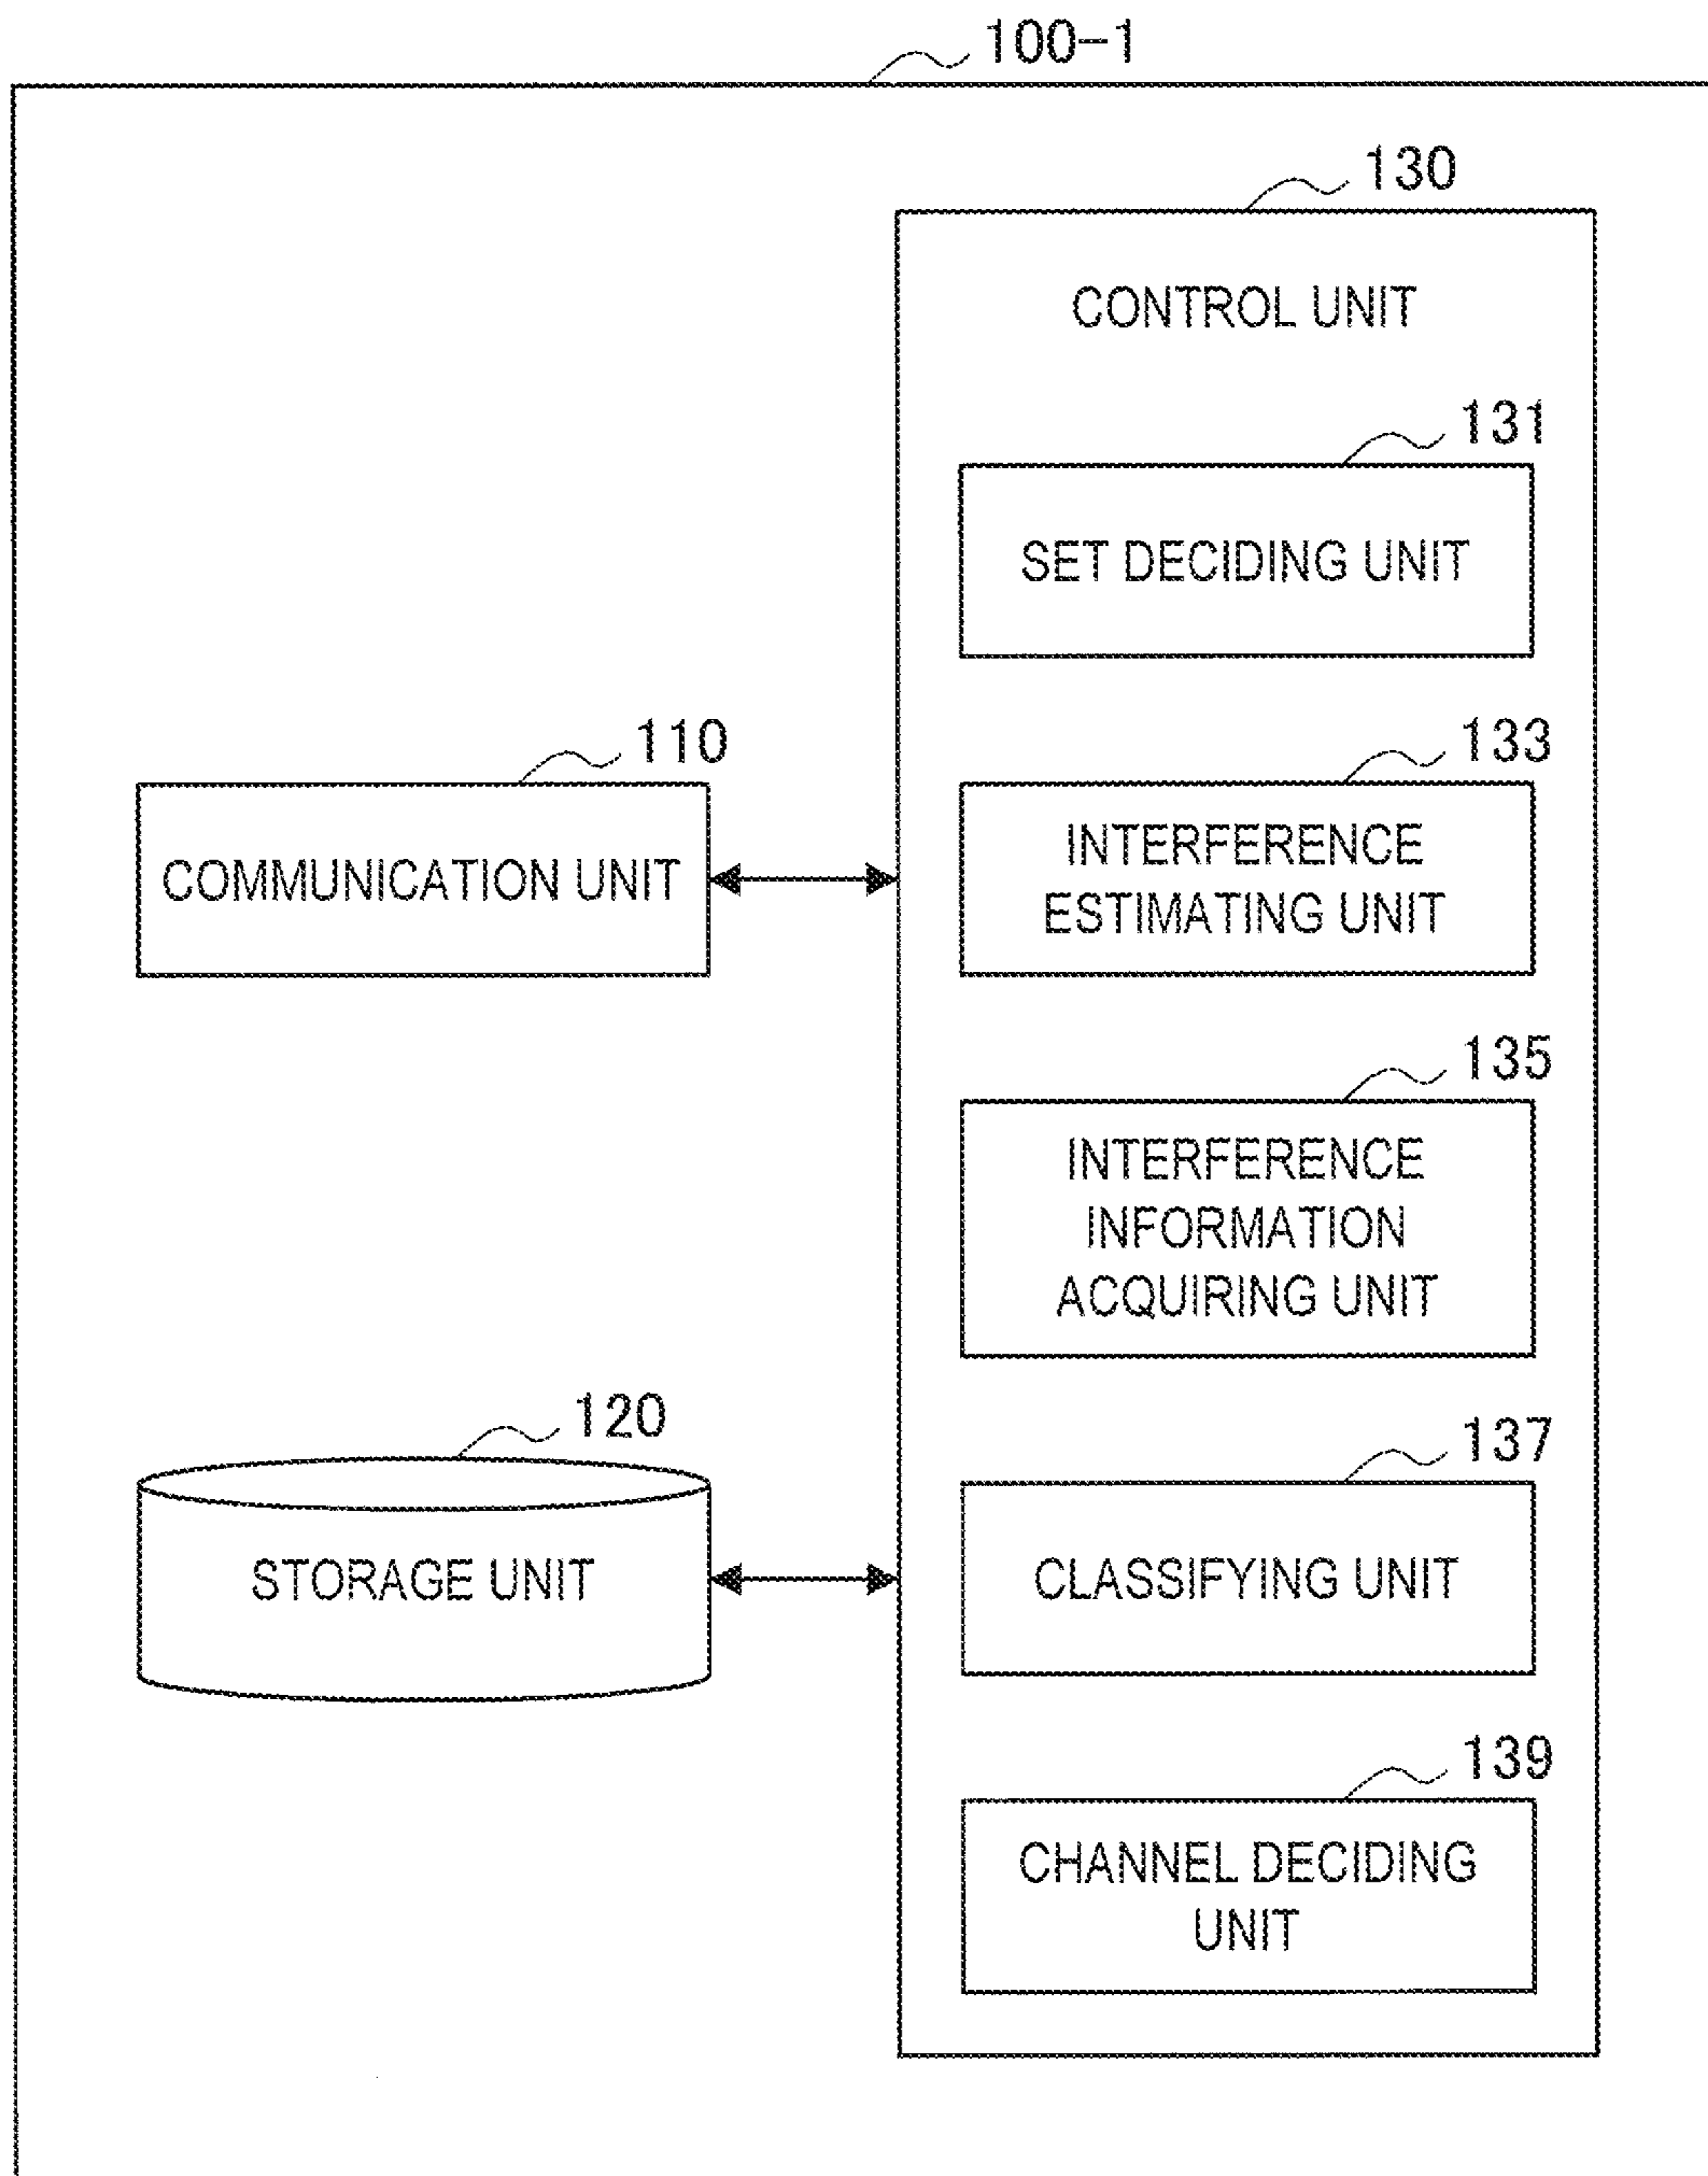 100-1
130
CONTROL UNIT
131
SET DECIDING UNIT
110
COMMUNICATION UNIT
133
INTERFERENCE
ESTIMATING UNIT
135
INTERFERENCE
INFORMATION
ACQUIRING UNIT
120
STORAGE UNIT
137
CLASSIFYING UNIT
139
CHANNEL DECIDING
UNIT